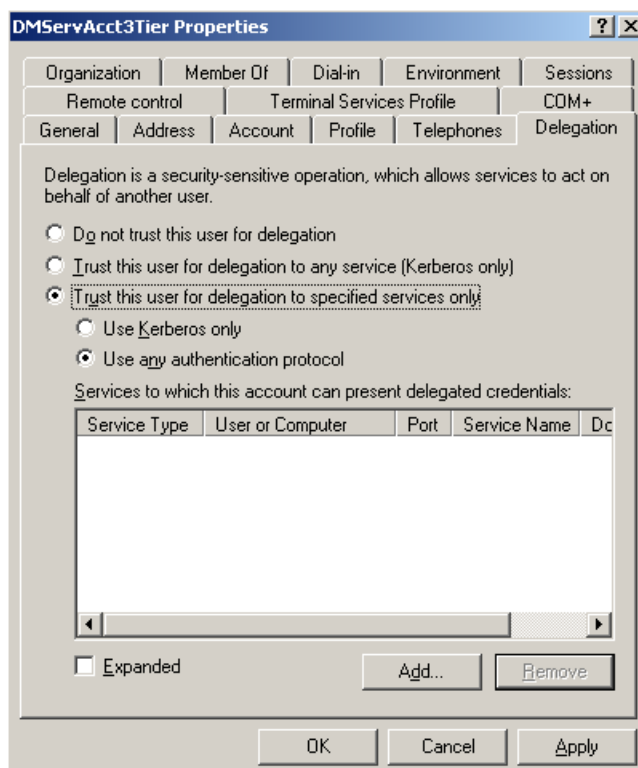 DMServAcct3Tier Properties
Organization Member Of Dial-in Environment Sessions
Remote control Terminal Services Profile COM+
General Address Account Profile Telephones Delegation
Delegation is a security-sensitive operation, which allows services to act on
behalf of another user.
Do not trust this user for delegation
Trust this user for delegation to any service (Kerberos only)
Trust this user for delegation to specified services only
Use Kerberos only
Use any authentication protocol
Services to which this account can present delegated credentials:
Service Type User or Computer Port Service Name Dc
Expanded Add... Remove
OK Cancel Apply